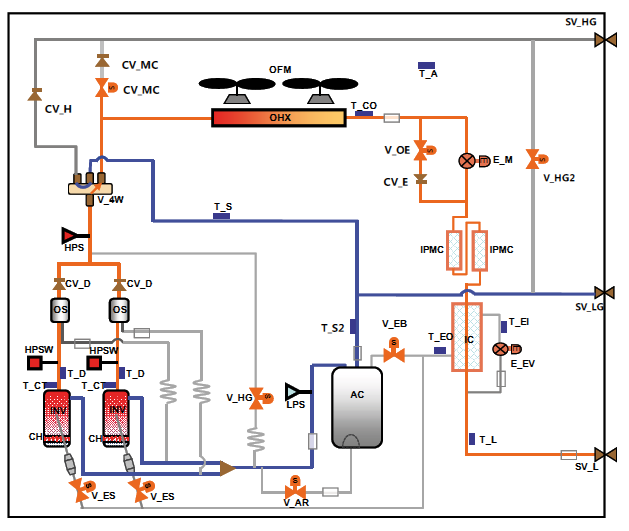 SV_HG
CV_MC
OFM
T_A
CV_MC
CV_H
T_CO
OHX
V_OE
E_M
CV_E
V_HG2
V_4W
T_S
HPS
IPMC
IPMC
CV_D
CV_D
OS
OS
SV_LG
T_S2
V_EB
T_EI
T_EO
IC
E_EV
HPSW
HPSW
T_D
T_D
T_CT
T_CT
INV
INV
V_HG
LPS
AC
CH
CH
T_L
SV_L
V_ES
V_ES
V_AR